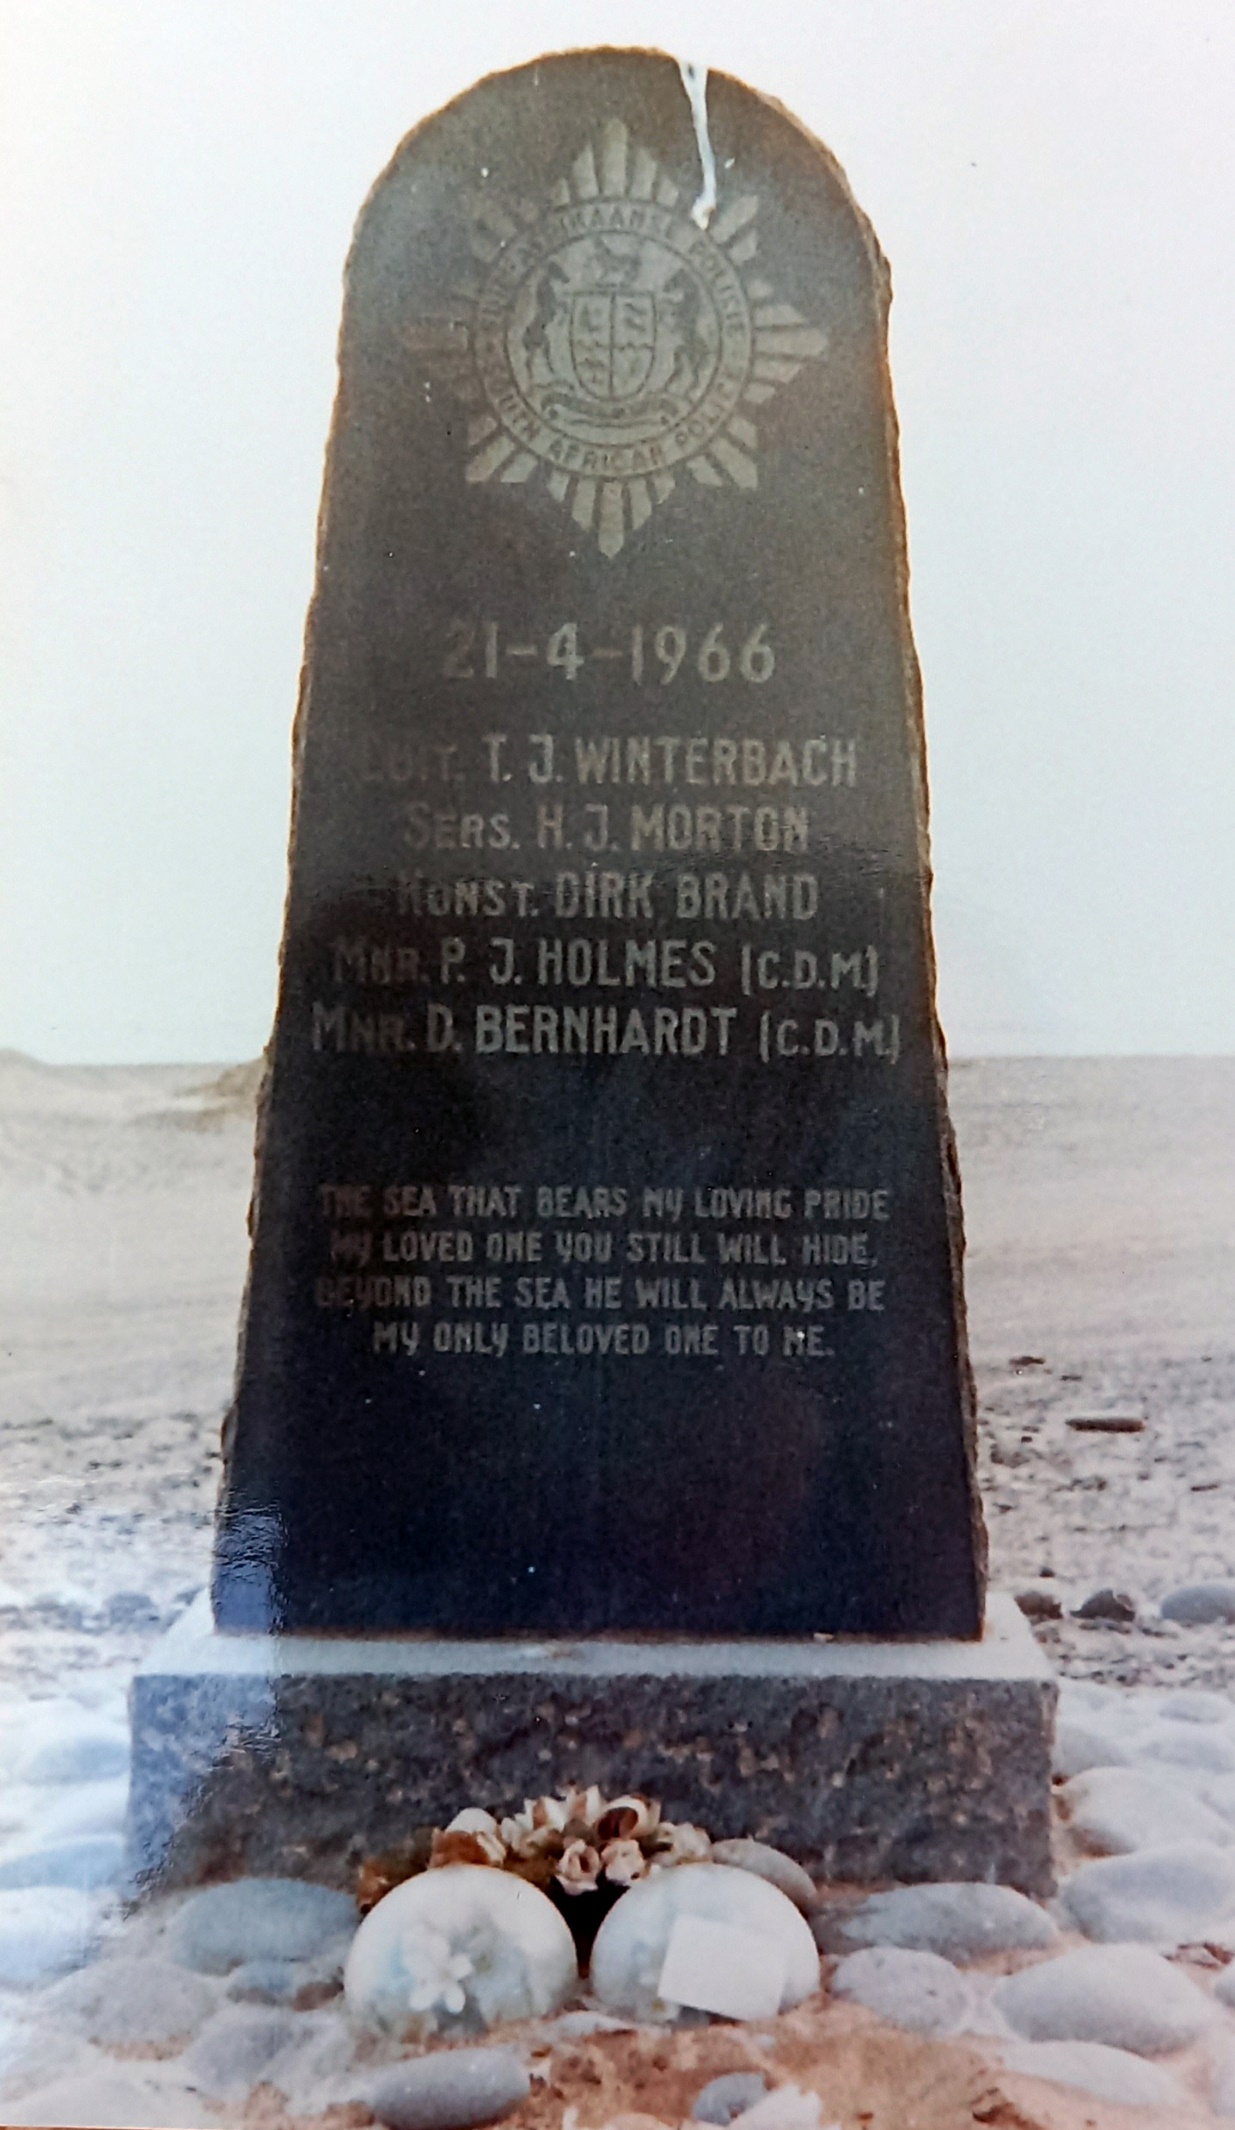 SUID-AFRIKAANSE POLISIE
SOUTH AFRICAN POLICE
21-4-1966
LUIT. T. J. WINTERBACH
SERS. H. J. MORTON
KONST. DIRK BRAND
MNR. P. J. HOLMES (C.D.M.)
MNR. D. BERNHARDT (C.D.M.)
THE SEA THAT BEARS MY LOVING PRIDE
MY LOVED ONE YOU STILL WILL HIDE,
BEYOND THE SEA HE WILL ALWAYS BE
MY ONLY BELOVED ONE TO ME.